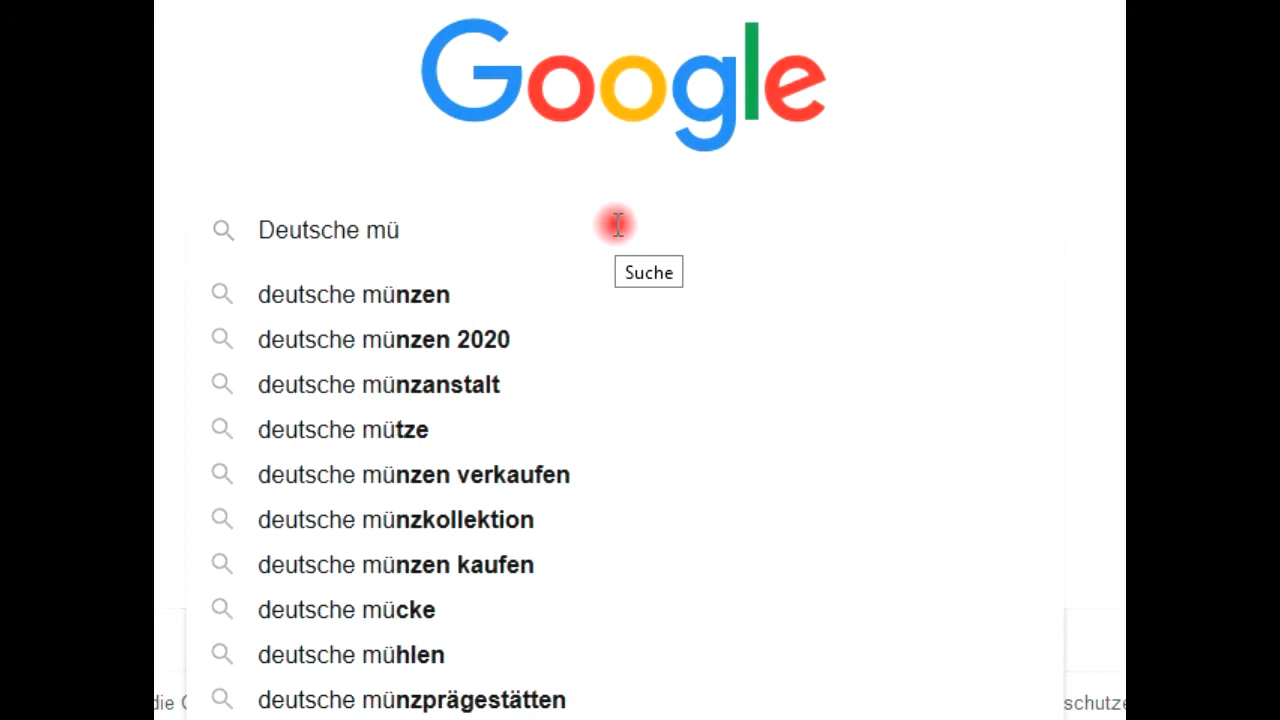 Google
Deutsche mü
Suche
deutsche münzen
deutsche münzen 2020
deutsche münzanstalt
deutsche mütze
deutsche münzen verkaufen
deutsche münzkollektion
deutsche münzen kaufen
deutsche mücke
deutsche mühlen
deutsche münzprägestätten
die